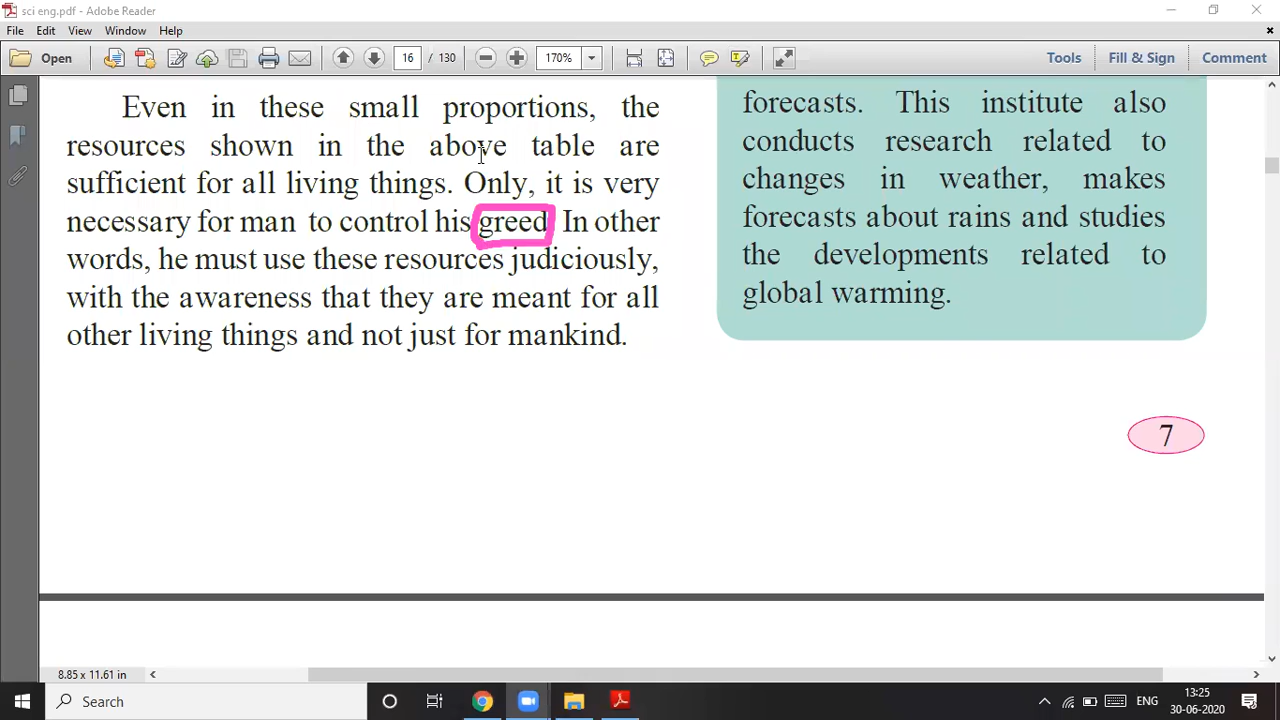 sci eng.pdf - Adobe Reader
File Edit View Window Help
Open 16 / 130 170% Tools Fill & Sign Comment
Even in these small proportions, the
resources shown in the above table are
sufficient for all living things. Only, it is very
necessary for man to control his greed. In other
words, he must use these resources judiciously,
with the awareness that they are meant for all
other living things and not just for mankind.
forecasts. This institute also
conducts research related to
changes in weather, makes
forecasts about rains and studies
the developments related to
global warming.
7
8.85 x 11.61 in
Search
ENG
13:25
30-06-2020